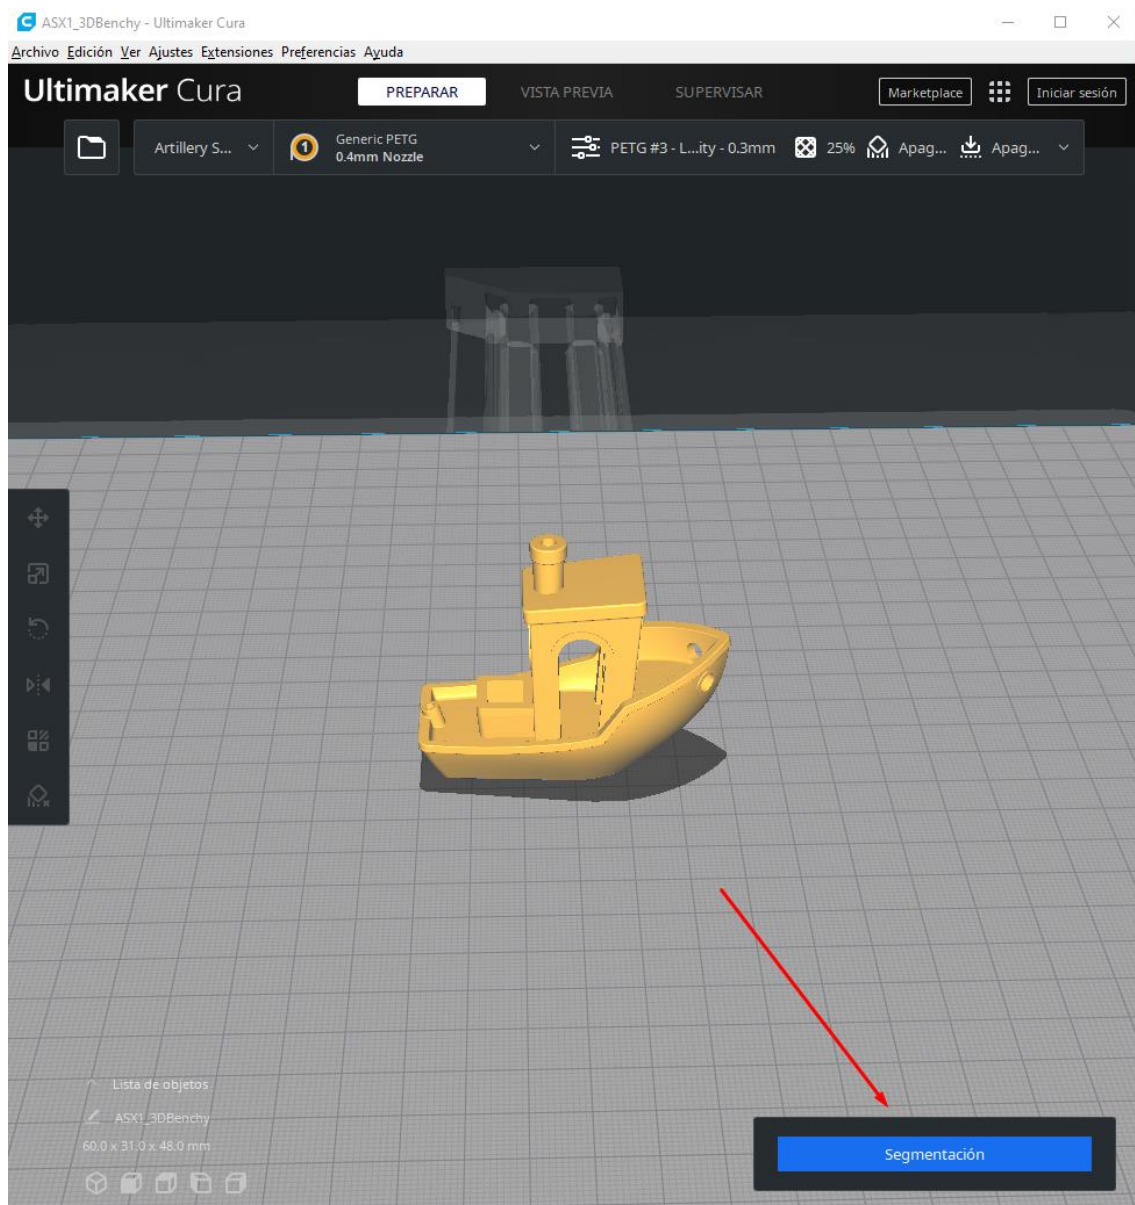 ASX1_3DBenchy - Ultimaker Cura
Archivo Edición Ver Ajustes Extensiones Preferencias Ayuda
Ultimaker Cura PREPARAR VISTA PREVIA SUPERVISAR Marketplace Iniciar sesión
Artillery S... 1 Generic PETG
0.4mm Nozzle
PETG #3 - L...ity - 0.3mm 25% Apag... Apag...
Lista de objetos
ASX1_3DBenchy
60.0 x 31.0 x 48.0 mm
Segmentación